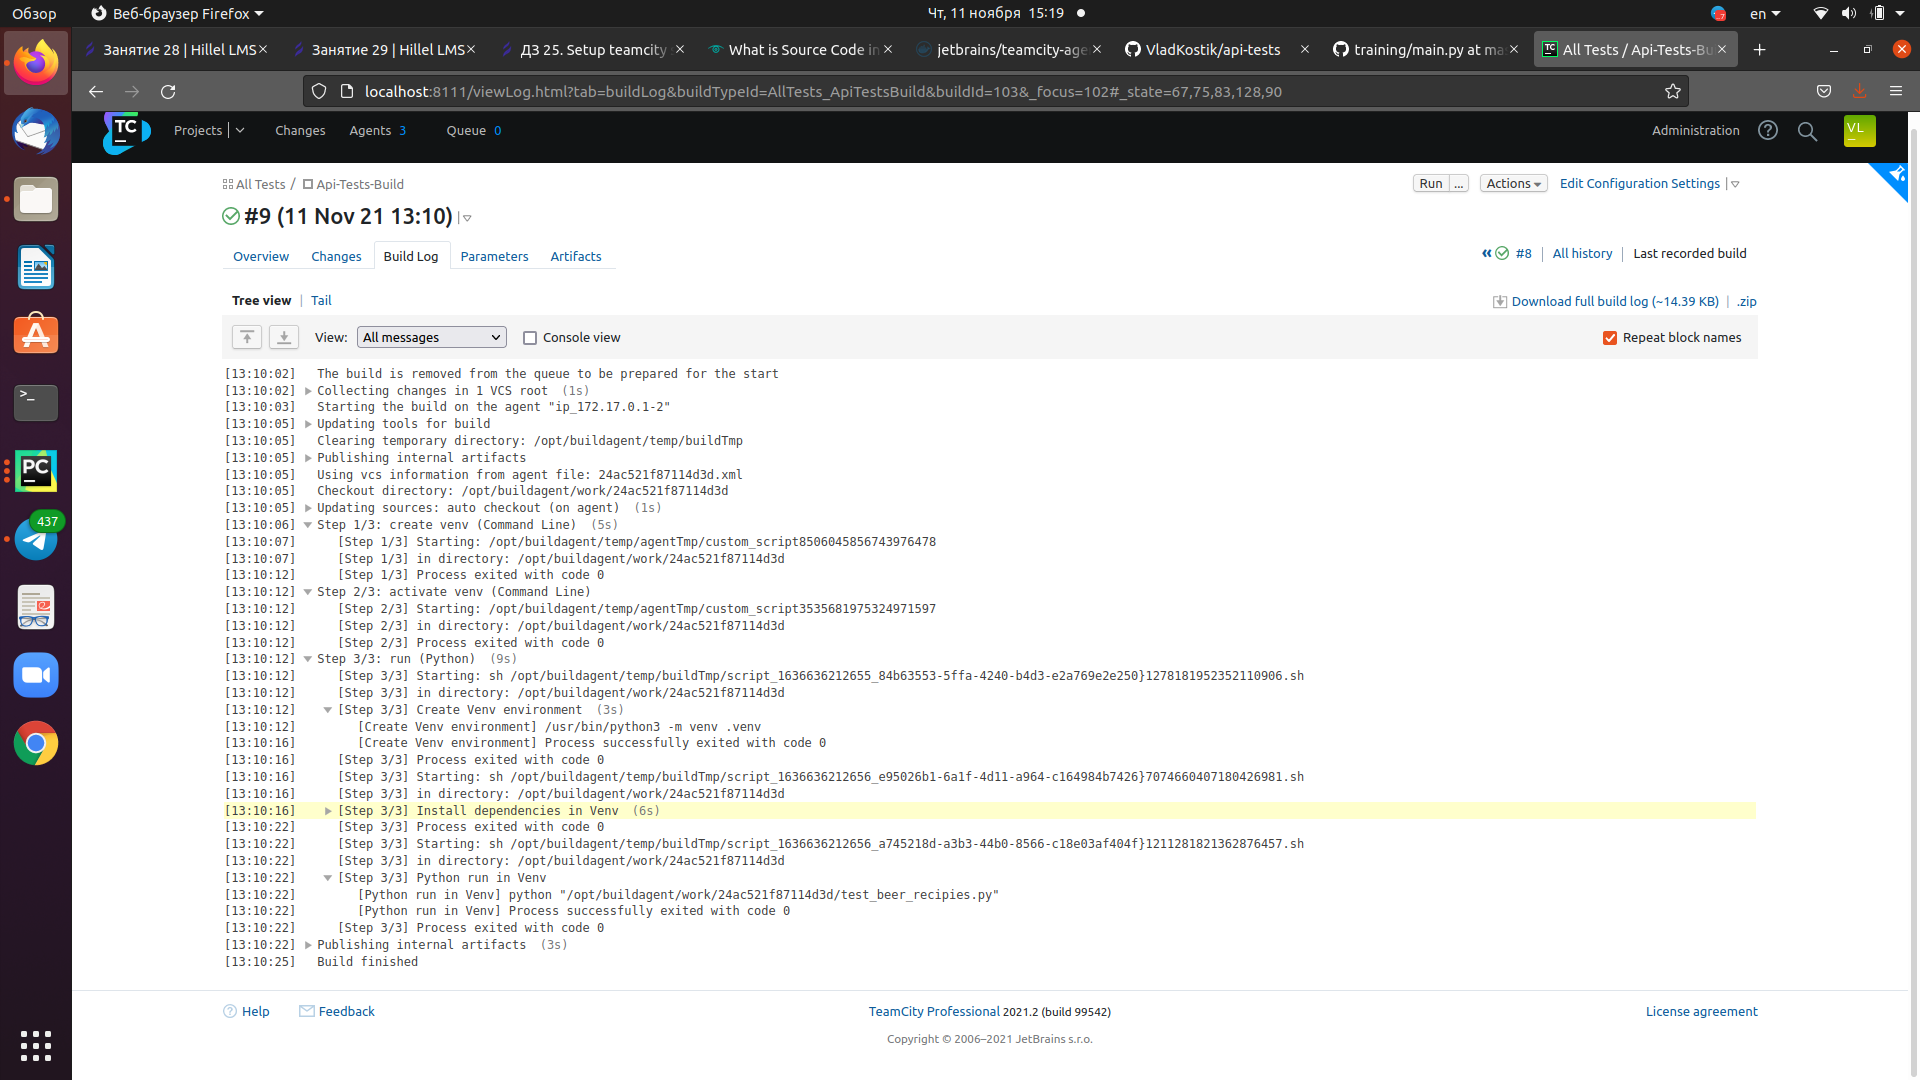 Обзор
Веб-браузер Firefox
Чт, 11 ноября 15:19
en
Занятие 28 | Hillel LMS
Занятие 29 | Hillel LMS
ДЗ 25. Setup teamcity
What is Source Code in
jetbrains/teamcity-age
VladKostik/api-tests
training/main.py at ma
All Tests / Api-Tests-Bu
localhost:8111/viewLog.html?tab=buildLog&buildTypeId=AllTests_ApiTestsBuild&buildId=103&_focus=102#_state=67,75,83,128,90
TC
Projects
Changes
Agents 3
Queue 0
Administration
VL
All Tests / Api-Tests-Build
Run ...
Actions
Edit Configuration Settings
#9 (11 Nov 21 13:10)
Overview
Changes
Build Log
Parameters
Artifacts
« #8 | All history | Last recorded build
Tree view | Tail
Download full build log (~14.39 KB) | .zip
View: All messages
Console view
Repeat block names
[13:10:02] The build is removed from the queue to be prepared for the start
[13:10:02] Collecting changes in 1 VCS root (1s)
[13:10:03] Starting the build on the agent "ip_172.17.0.1-2"
[13:10:05] Updating tools for build
[13:10:05] Clearing temporary directory: /opt/buildagent/temp/buildTmp
[13:10:05] Publishing internal artifacts
[13:10:05] Using vcs information from agent file: 24ac521f87114d3d.xml
[13:10:05] Checkout directory: /opt/buildagent/work/24ac521f87114d3d
[13:10:05] Updating sources: auto checkout (on agent) (1s)
[13:10:06] Step 1/3: create venv (Command Line) (5s)
[13:10:07] [Step 1/3] Starting: /opt/buildagent/temp/agentTmp/custom_script8506045856743976478
[13:10:07] [Step 1/3] in directory: /opt/buildagent/work/24ac521f87114d3d
[13:10:12] [Step 1/3] Process exited with code 0
[13:10:12] Step 2/3: activate venv (Command Line)
[13:10:12] [Step 2/3] Starting: /opt/buildagent/temp/agentTmp/custom_script3535681975324971597
[13:10:12] [Step 2/3] in directory: /opt/buildagent/work/24ac521f87114d3d
[13:10:12] [Step 2/3] Process exited with code 0
[13:10:12] Step 3/3: run (Python) (9s)
[13:10:12] [Step 3/3] Starting: sh /opt/buildagent/temp/buildTmp/script_1636636212655_84b63553-5ffa-4240-b4d3-e2a769e2e250}1278181952352110906.sh
[13:10:12] [Step 3/3] in directory: /opt/buildagent/work/24ac521f87114d3d
[13:10:12] [Step 3/3] Create Venv environment (3s)
[13:10:12] [Create Venv environment] /usr/bin/python3 -m venv .venv
[13:10:16] [Create Venv environment] Process successfully exited with code 0
[13:10:16] [Step 3/3] Process exited with code 0
[13:10:16] [Step 3/3] Starting: sh /opt/buildagent/temp/buildTmp/script_1636636212656_e95026b1-6a1f-4d11-a964-c164984b7426}7074660407180426981.sh
[13:10:16] [Step 3/3] in directory: /opt/buildagent/work/24ac521f87114d3d
[13:10:16] [Step 3/3] Install dependencies in Venv (6s)
[13:10:22] [Step 3/3] Process exited with code 0
[13:10:22] [Step 3/3] Starting: sh /opt/buildagent/temp/buildTmp/script_1636636212656_a745218d-a3b3-44b0-8566-c18e03af404f}1211281821362876457.sh
[13:10:22] [Step 3/3] in directory: /opt/buildagent/work/24ac521f87114d3d
[13:10:22] [Step 3/3] Python run in Venv
[13:10:22] [Python run in Venv] python "/opt/buildagent/work/24ac521f87114d3d/test_beer_recipies.py"
[13:10:22] [Python run in Venv] Process successfully exited with code 0
[13:10:22] [Step 3/3] Process exited with code 0
[13:10:22] Publishing internal artifacts (3s)
[13:10:25] Build finished
Help
Feedback
TeamCity Professional 2021.2 (build 99542)
License agreement
Copyright © 2006–2021 JetBrains s.r.o.
>_
PC
437